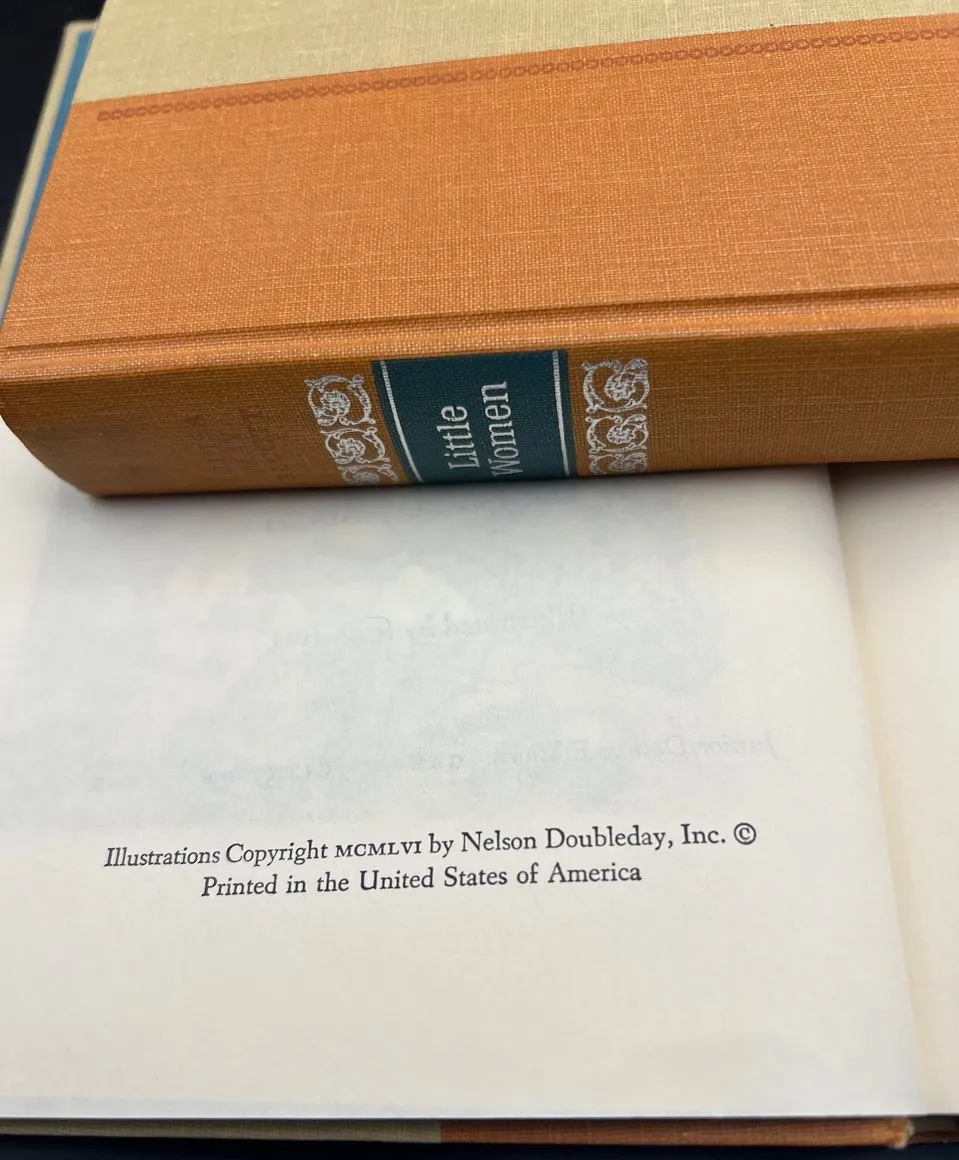 Little
Women
Illustrations Copyright MCMLVI by Nelson Doubleday, Inc. ©
Printed in the United States of America